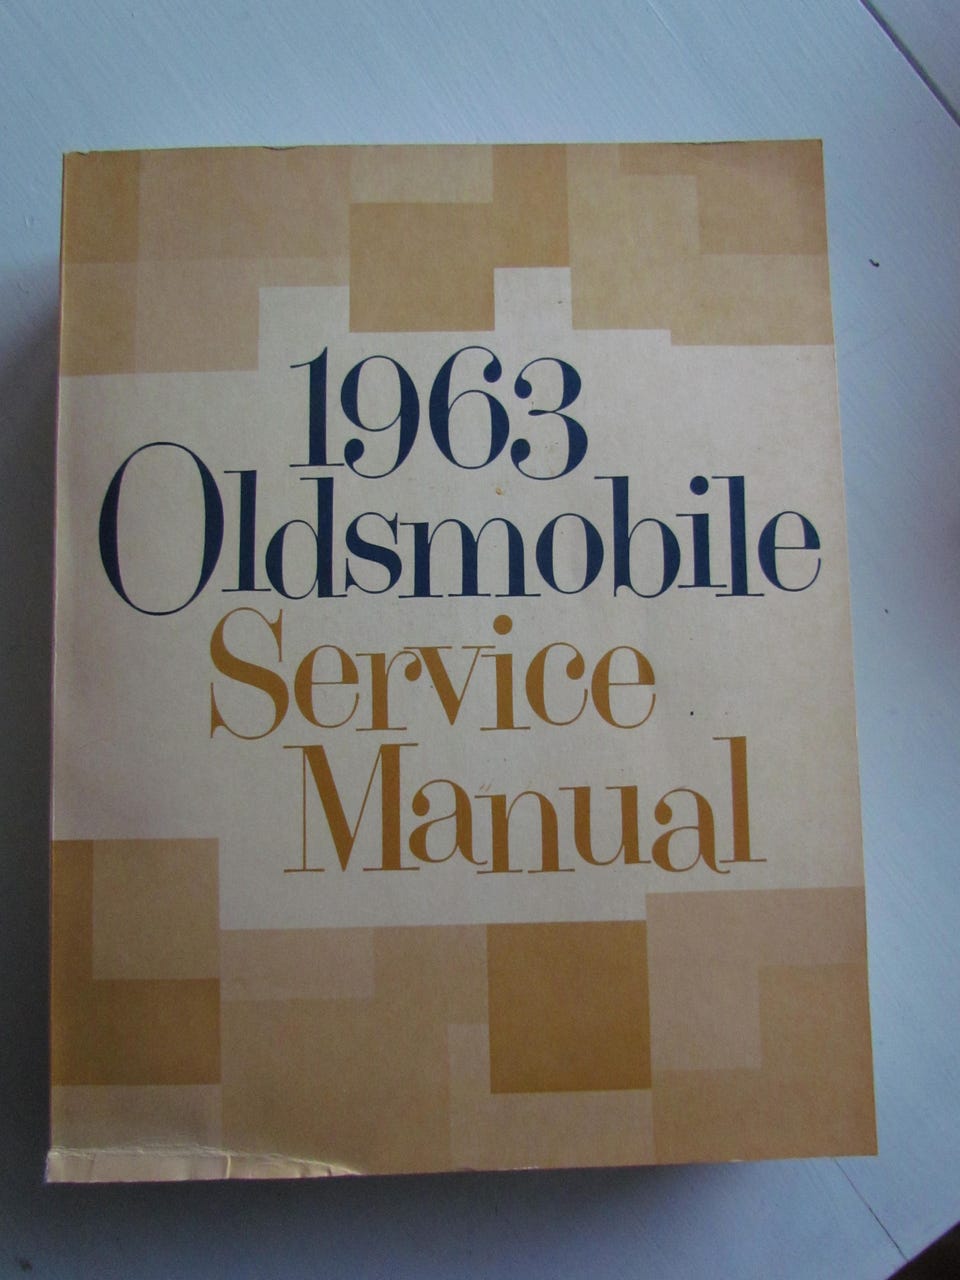 1963
Oldsmobile
Service
Manual